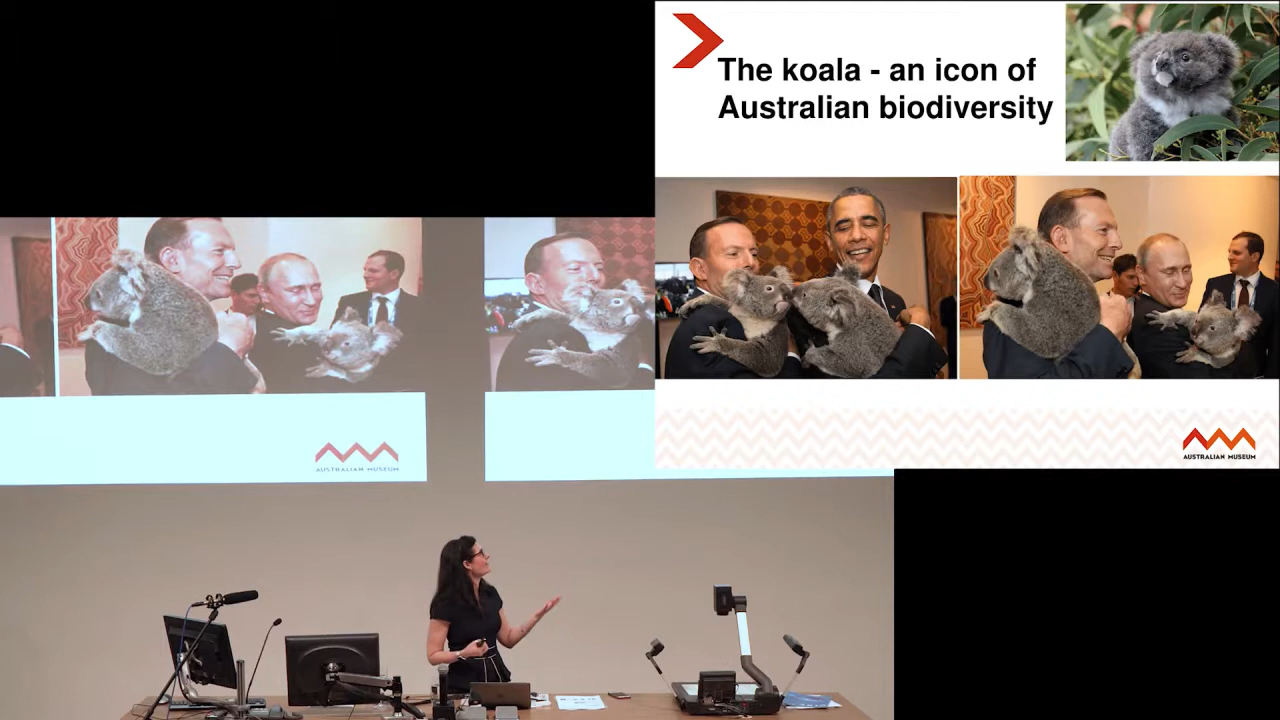 The koala - an icon of
Australian biodiversity
AUSTRALIAN MUSEUM
AUSTRALIAN MUSEUM